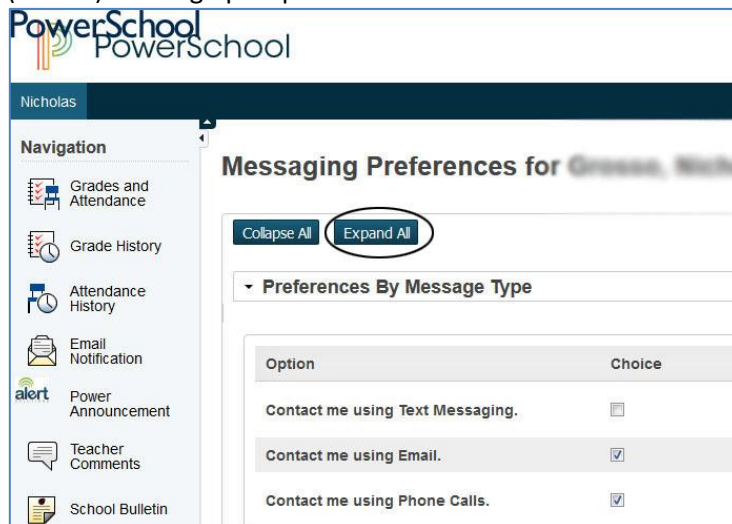 PowerSchool
PowerSchool
Nicholas
Navigation
Grades and
Attendance
Grade History
Attendance
History
Email
Notification
alert
Power
Announcement
Teacher
Comments
School Bulletin
Messaging Preferences for
Collapse All Expand All
Preferences By Message Type
Option Choice
Contact me using Text Messaging.
Contact me using Email.
Contact me using Phone Calls.